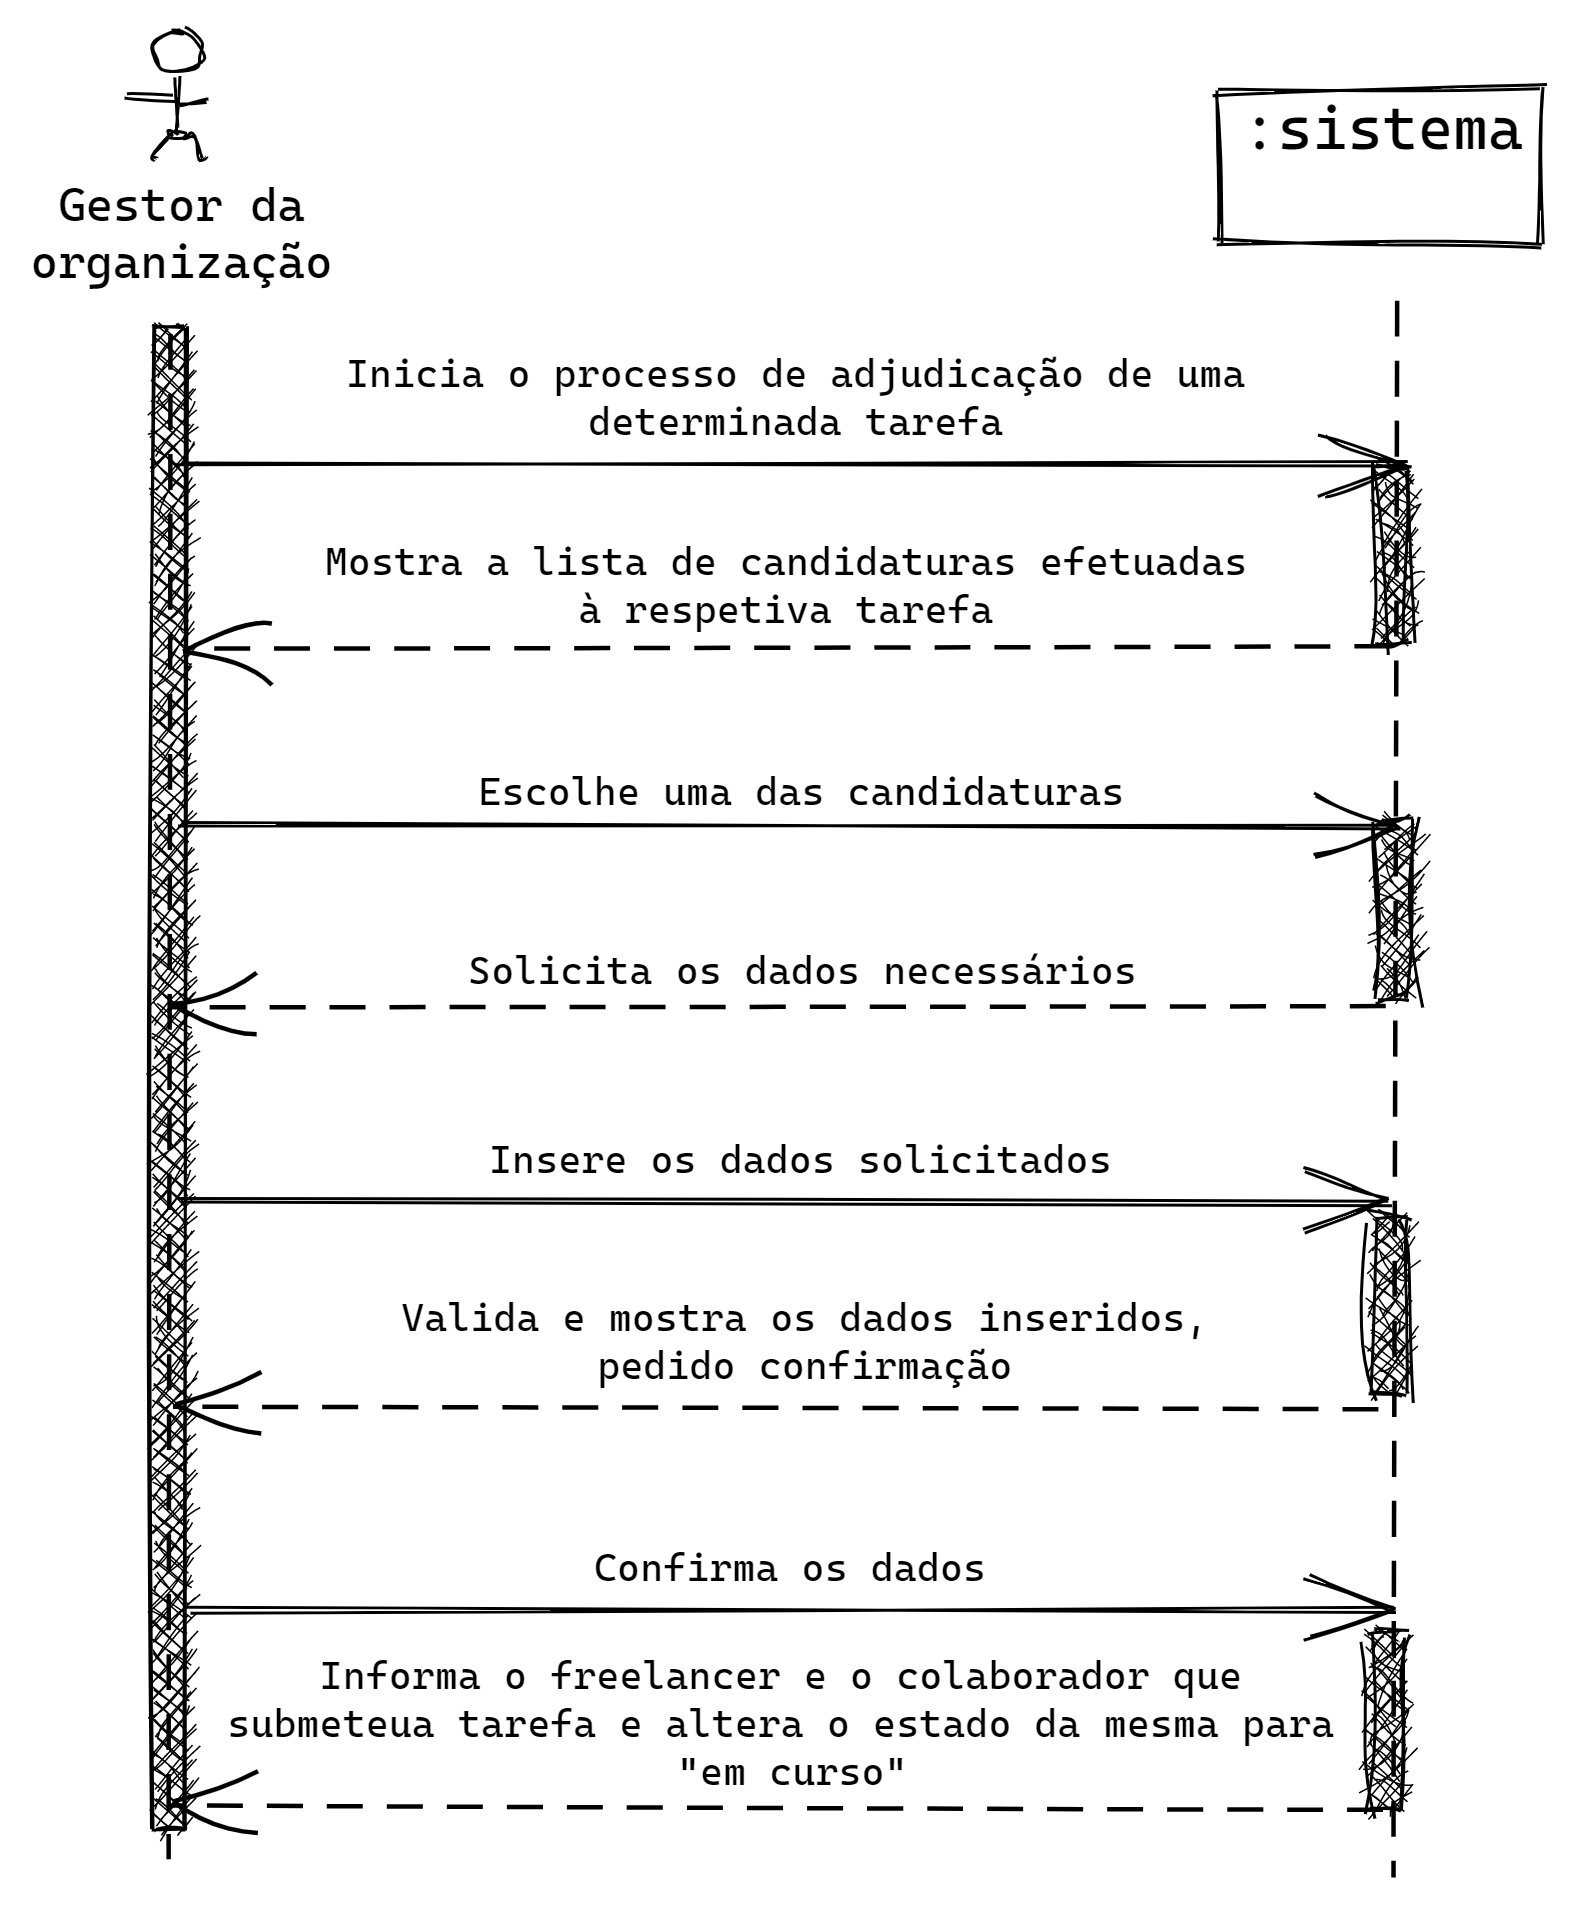 :sistema
Gestor da
organização
Inicia o processo de adjudicação de uma
determinada tarefa
Mostra a lista de candidaturas efetuadas
à respetiva tarefa
Escolhe uma das candidaturas
Solicita os dados necessários
Insere os dados solicitados
Valida e mostra os dados inseridos,
pedido confirmação
Confirma os dados
Informa o freelancer e o colaborador que
submeteua tarefa e altera o estado da mesma para
"em curso"